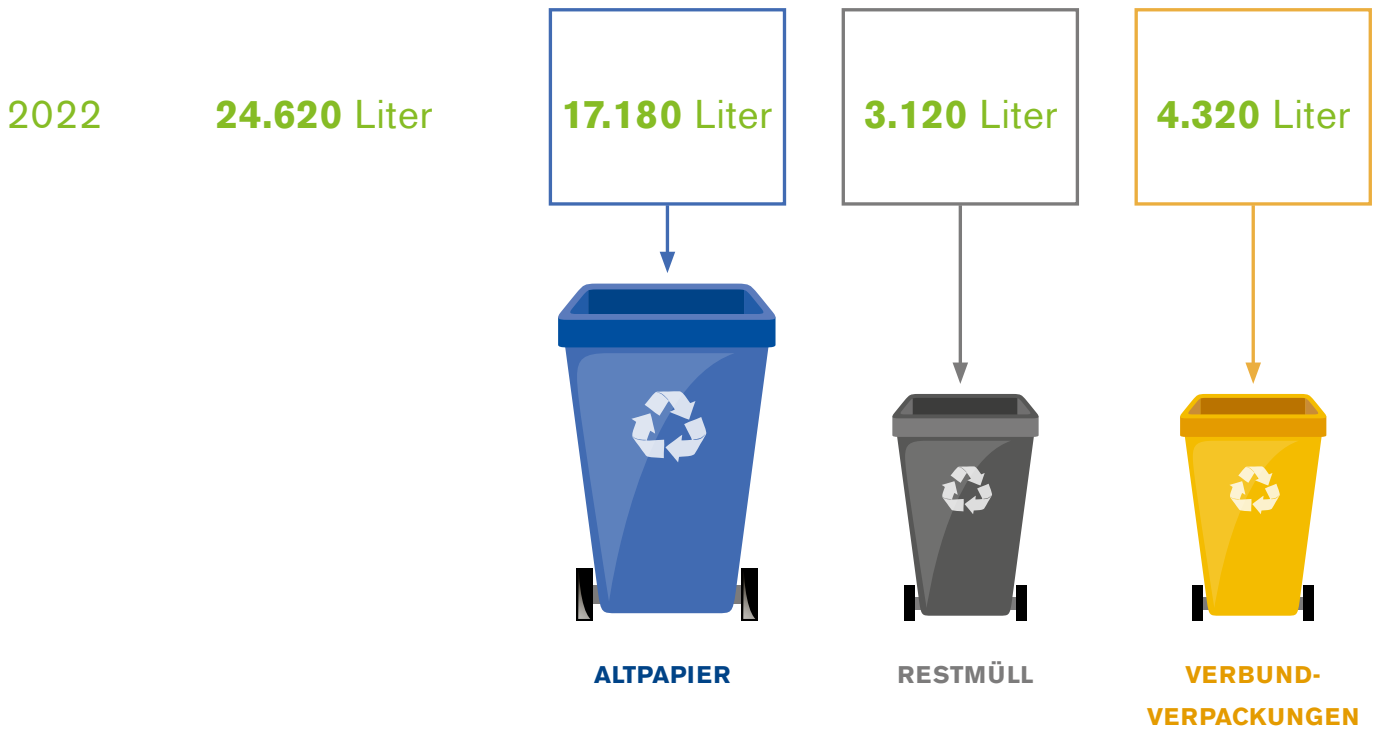 2022 24.620 Liter 17.180 Liter 3.120 Liter 4.320 Liter
ALTPAPIER RESTMÜLL VERBUND-
VERPACKUNGEN